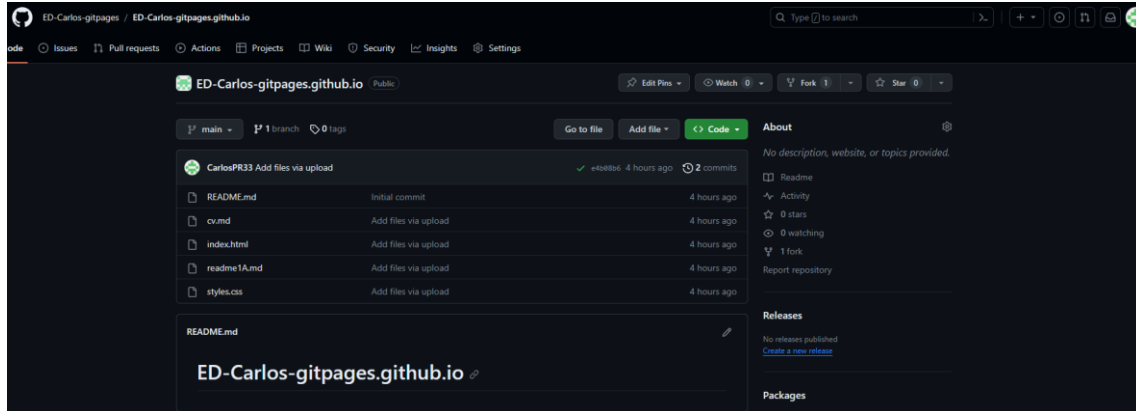 ED-Carlos-gitpages / ED-Carlos-gitpages.github.io
Type / to search
ode Issues Pull requests Actions Projects Wiki Security Insights Settings
ED-Carlos-gitpages.github.io Public
Edit Pins Watch 0 Fork 1 Star 0
main 1 branch 0 tags
Go to file Add file <> Code
CarlosPR33 Add files via upload e4b08b6 4 hours ago 2 commits
README.md Initial commit 4 hours ago
cv.md Add files via upload 4 hours ago
index.html Add files via upload 4 hours ago
readme1A.md Add files via upload 4 hours ago
styles.css Add files via upload 4 hours ago
README.md
ED-Carlos-gitpages.github.io
About
No description, website, or topics provided.
Readme
Activity
0 stars
0 watching
1 fork
Report repository
Releases
No releases published
Create a new release
Packages